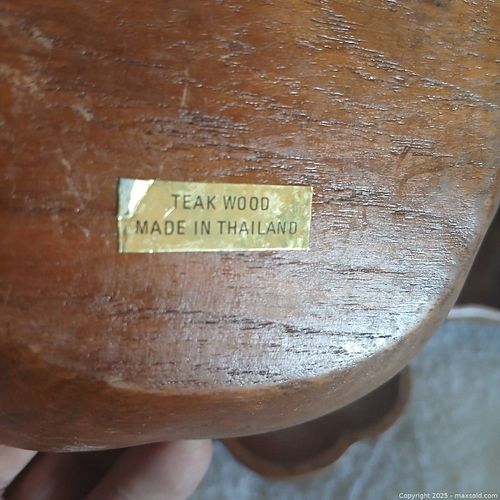 TEAK WOOD
MADE IN THAILAND
Copyright 2025 - maxsold.com